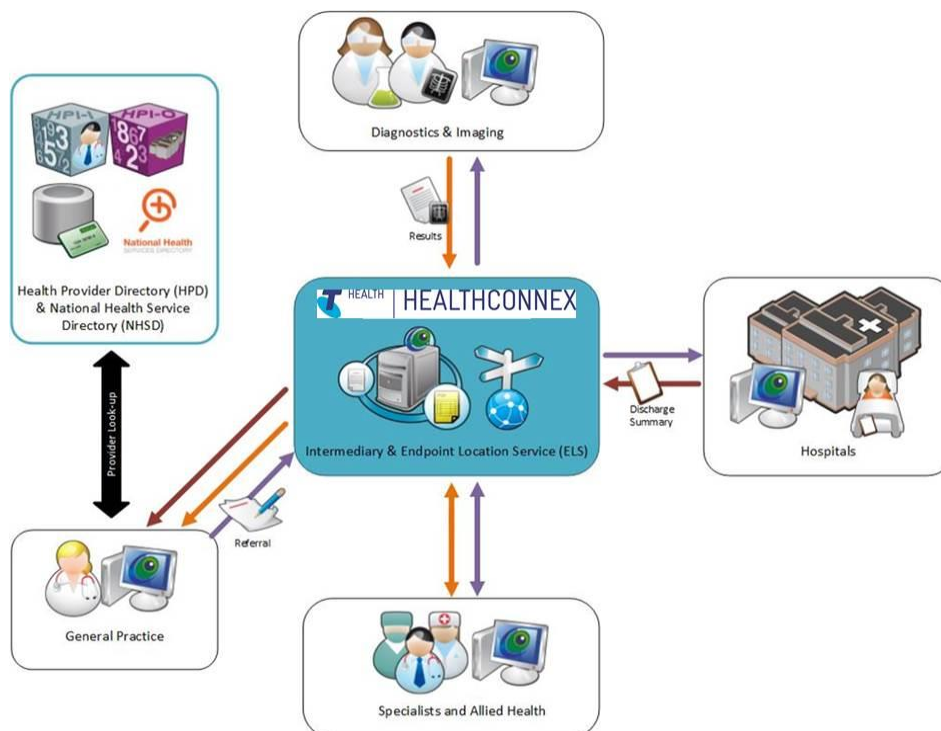 Diagnostics & Imaging
HPI-I
HPI-O
National Health
SERVICES DIRECTORY
Health Provider Directory (HPD)
& National Health Service
Directory (NHSD)
Results
T HEALTH | HEALTHCONNEX
Intermediary & Endpoint Location Service (ELS)
Discharge
Summary
Hospitals
Provider Look-up
Referral
General Practice
Specialists and Allied Health